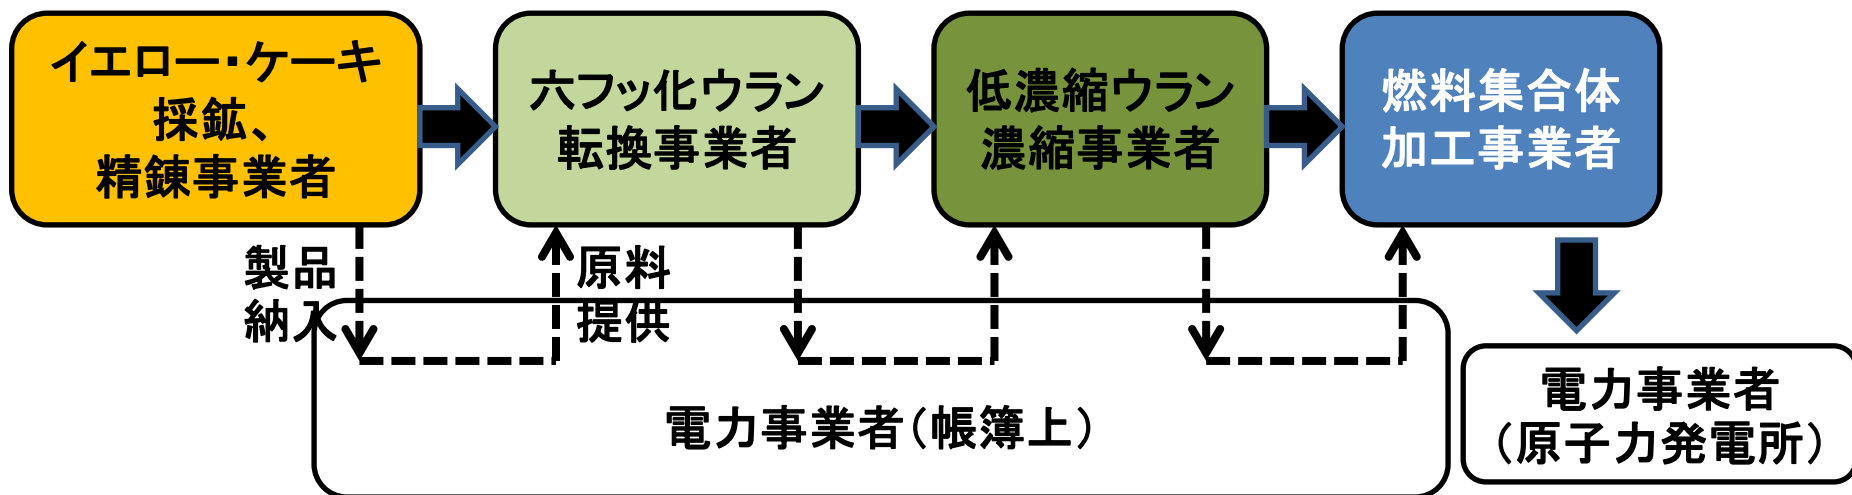 イエロー・ケーキ
採鉱、
精錬事業者
六フッ化ウラン
転換事業者
低濃縮ウラン
濃縮事業者
燃料集合体
加工事業者
製品
納入
原料
提供
電力事業者(帳簿上)
電力事業者
(原子力発電所)